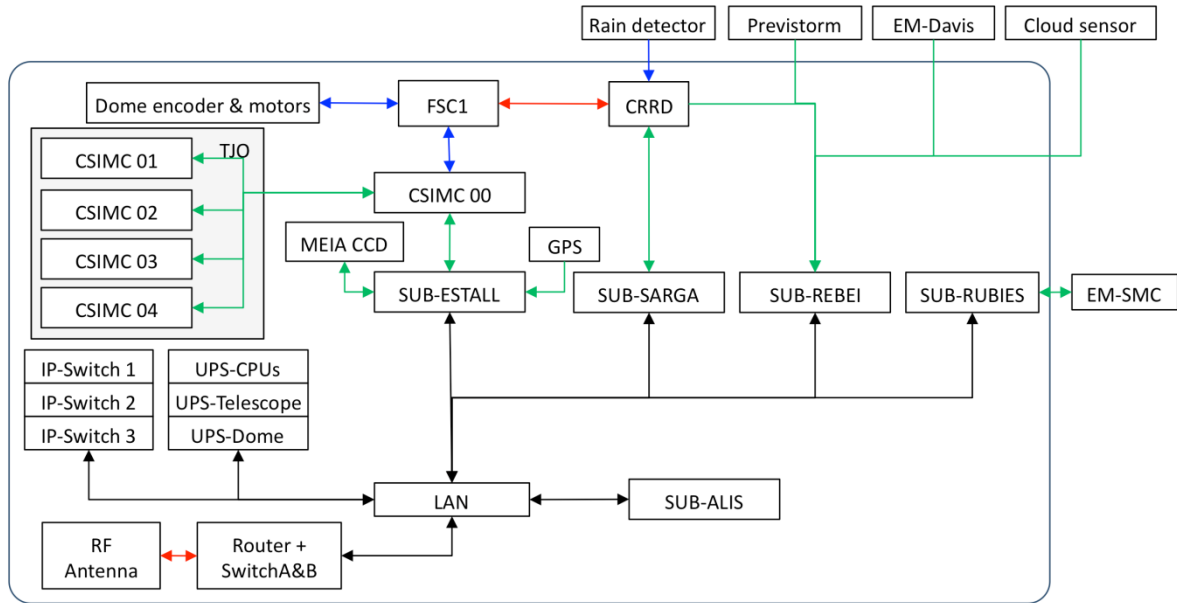 Rain detector
Previstorm
EM-Davis
Cloud sensor
Dome encoder & motors
FSC1
CRRD
TJO
CSIMC 01
CSIMC 02
CSIMC 03
CSIMC 04
CSIMC 00
MEIA CCD
GPS
SUB-ESTALL
SUB-SARGA
SUB-REBEI
SUB-RUBIES
EM-SMC
IP-Switch 1
IP-Switch 2
IP-Switch 3
UPS-CPUs
UPS-Telescope
UPS-Dome
LAN
SUB-ALIS
RF
Antenna
Router +
SwitchA&B